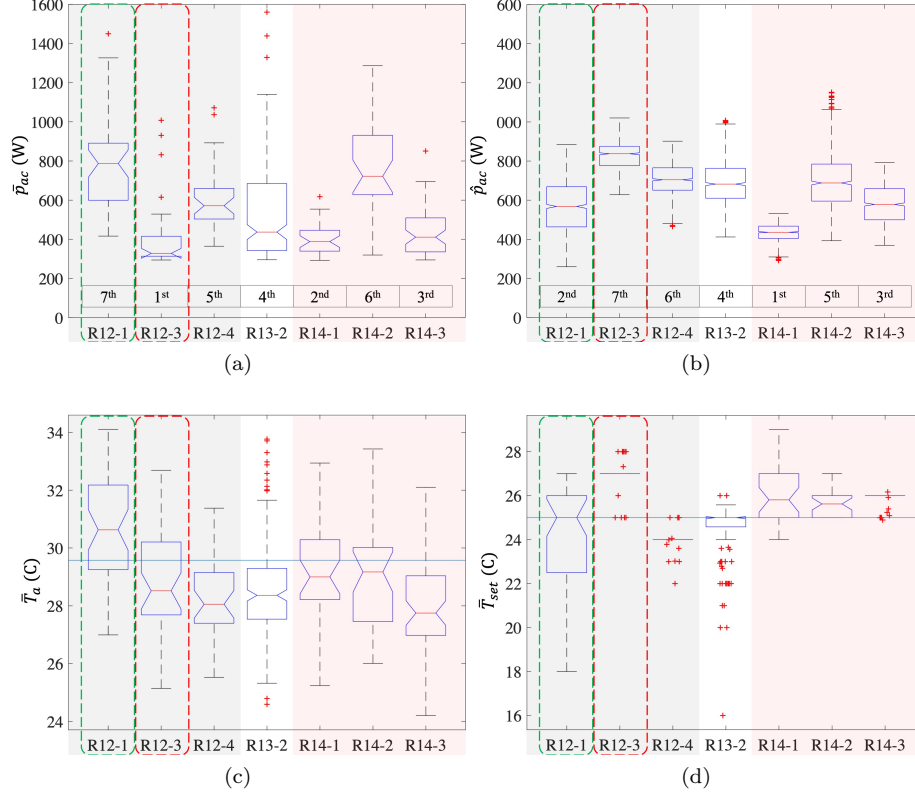 1600
1400
1200
1000
800
600
400
200
0
p̄ac (W)
7th 1st 5th 4th 2nd 6th 3rd
R12-1 R12-3 R12-4 R13-2 R14-1 R14-2 R14-3
(a)
600
400
200
000
800
600
400
200
0
p̂ac (W)
2nd 7th 6th 4th 1st 5th 3rd
R12-1 R12-3 R12-4 R13-2 R14-1 R14-2 R14-3
(b)
34
32
30
28
26
24
T̄a (C)
R12-1 R12-3 R12-4 R13-2 R14-1 R14-2 R14-3
(c)
28
26
24
22
20
18
16
T̄set (C)
R12-1 R12-3 R12-4 R13-2 R14-1 R14-2 R14-3
(d)